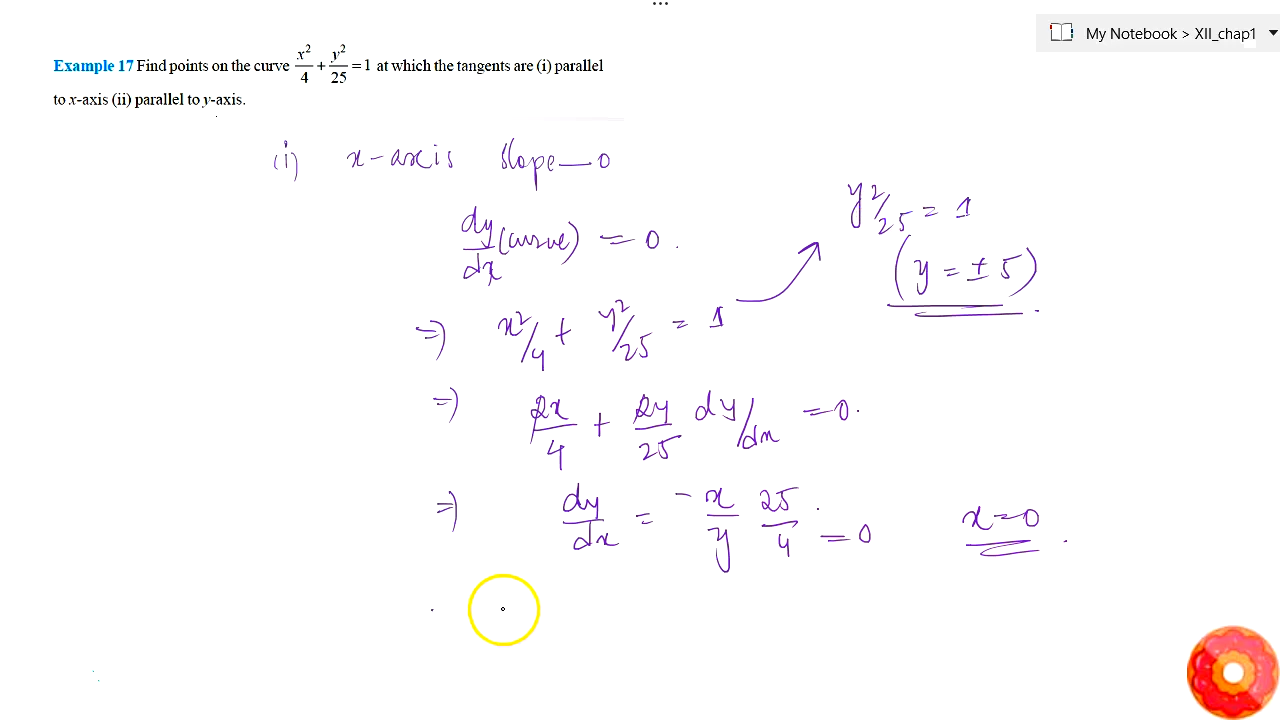 My Notebook > XII_chap1
Example 17 Find points on the curve x²/4 + y²/25 = 1 at which the tangents are (i) parallel
to x-axis (ii) parallel to y-axis.
(i) x-axis slope — 0
dy/dx (curve) = 0.
y²/25 = 1
(y = ± 5)
⇒ x²/4 + y²/25 = 1
⇒ 2x/4 + 2y/25 dy/dx = 0.
⇒ dy/dx = - x/y 25/4 = 0
x = 0